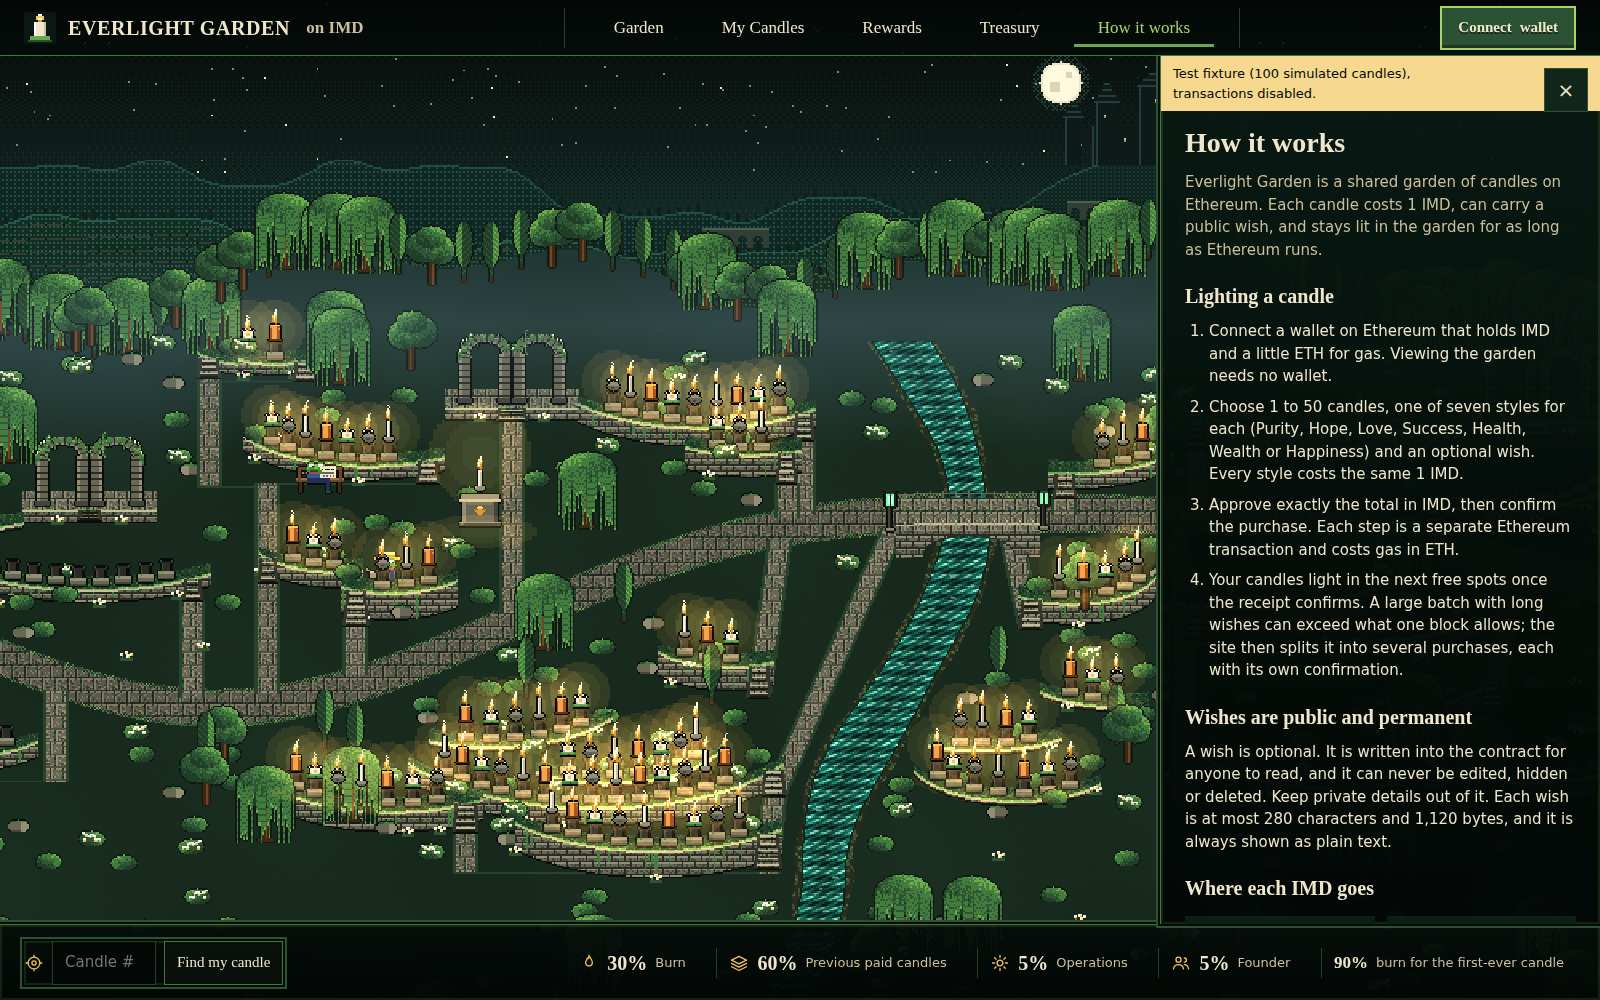 EVERLIGHT GARDEN on IMD
Garden
My Candles
Rewards
Treasury
How it works
Connect wallet
Test fixture (100 simulated candles),
transactions disabled.
How it works
Everlight Garden is a shared garden of candles on
Ethereum. Each candle costs 1 IMD, can carry a
public wish, and stays lit in the garden for as long
as Ethereum runs.
Lighting a candle
1. Connect a wallet on Ethereum that holds IMD
and a little ETH for gas. Viewing the garden
needs no wallet.
2. Choose 1 to 50 candles, one of seven styles for
each (Purity, Hope, Love, Success, Health,
Wealth or Happiness) and an optional wish.
Every style costs the same 1 IMD.
3. Approve exactly the total in IMD, then confirm
the purchase. Each step is a separate Ethereum
transaction and costs gas in ETH.
4. Your candles light in the next free spots once
the receipt confirms. A large batch with long
wishes can exceed what one block allows; the
site then splits it into several purchases, each
with its own confirmation.
Wishes are public and permanent
A wish is optional. It is written into the contract for
anyone to read, and it can never be edited, hidden
or deleted. Keep private details out of it. Each wish
is at most 280 characters and 1,120 bytes, and it is
always shown as plain text.
Where each IMD goes
Candle #
Find my candle
30% Burn
60% Previous paid candles
5% Operations
5% Founder
90% burn for the first-ever candle